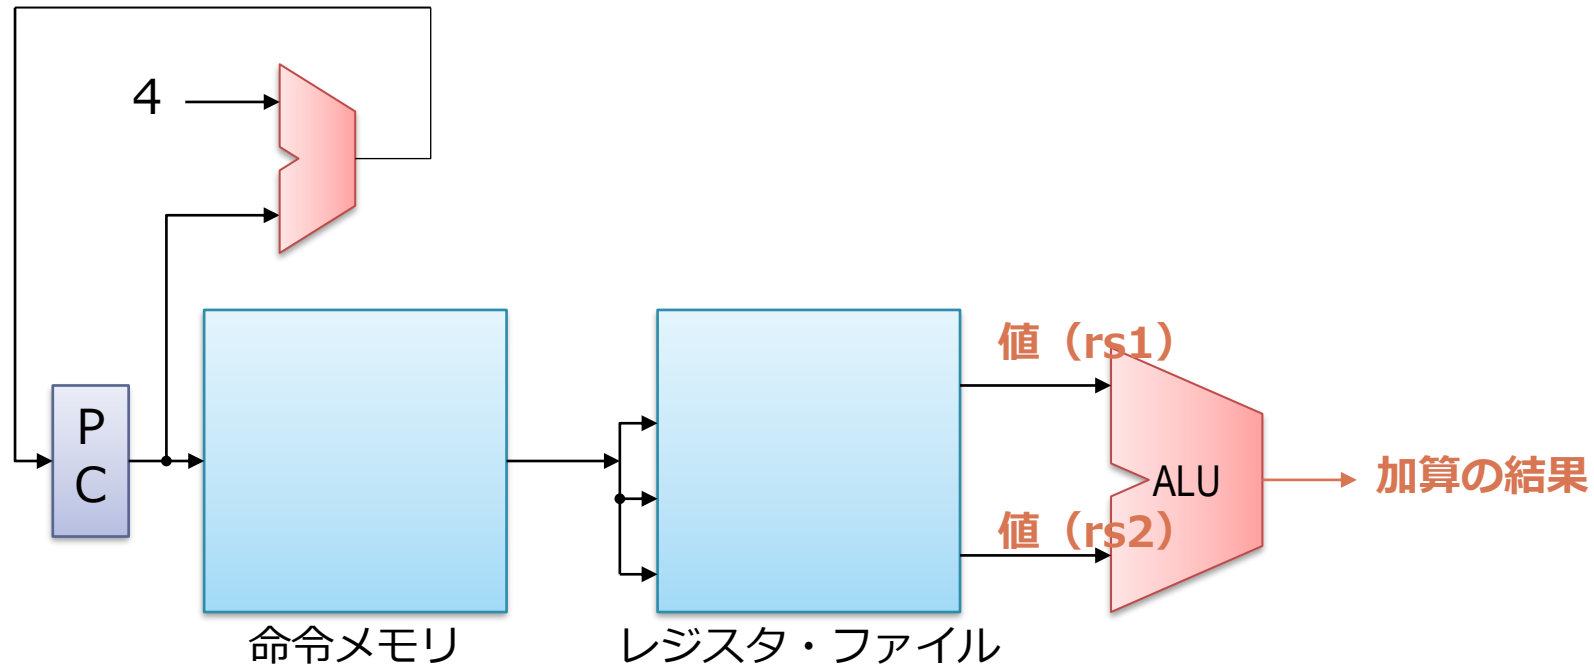 4
値（rs1）
P
C
ALU
加算の結果
値（rs2）
命令メモリ
レジスタ・ファイル